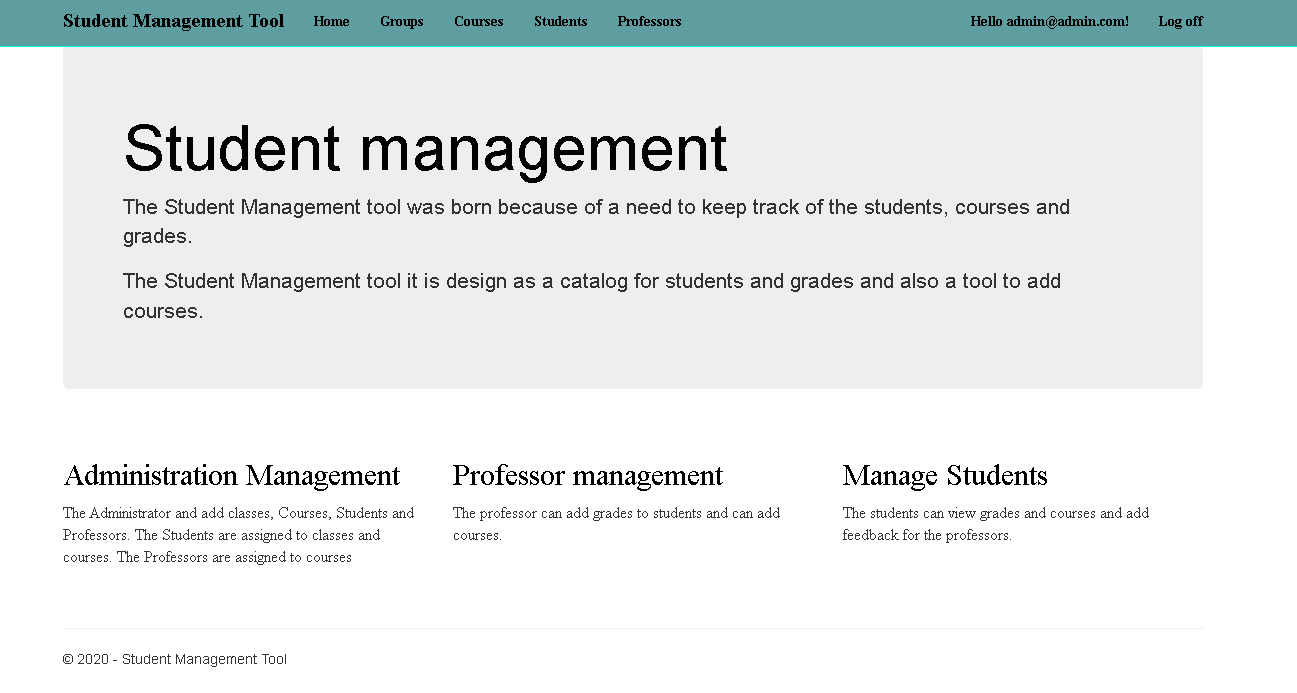 Student Management Tool Home Groups Courses Students Professors Hello admin@admin.com! Log off
Student management
The Student Management tool was born because of a need to keep track of the students, courses and
grades.
The Student Management tool it is design as a catalog for students and grades and also a tool to add
courses.
Administration Management
The Administrator and add classes, Courses, Students and
Professors. The Students are assigned to classes and
courses. The Professors are assigned to courses
Professor management
The professor can add grades to students and can add
courses.
Manage Students
The students can view grades and courses and add
feedback for the professors.
© 2020 - Student Management Tool